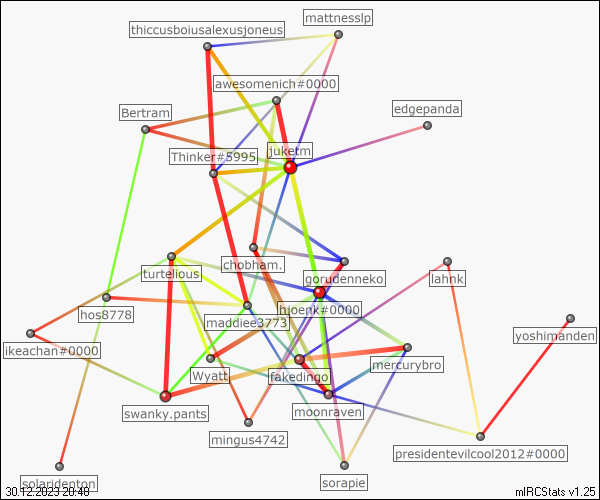 mattnesslp
thiccusboiusalexusjoneus
awesomenich#0000
edgepanda
Bertram
juketm
Thinker#5995
chobham.
turtelious
gorudenneko
lahnk
hos8778
hjoenk#0000
maddiee3773
yoshimanden
ikeachan#0000
mercurybro
Wyatt
fakedingo
swanky.pants
moonraven
mingus4742
presidentevilcool2012#0000
solaridenton
sorapie
30.12.2023 20:40 mIRCStats v1.25